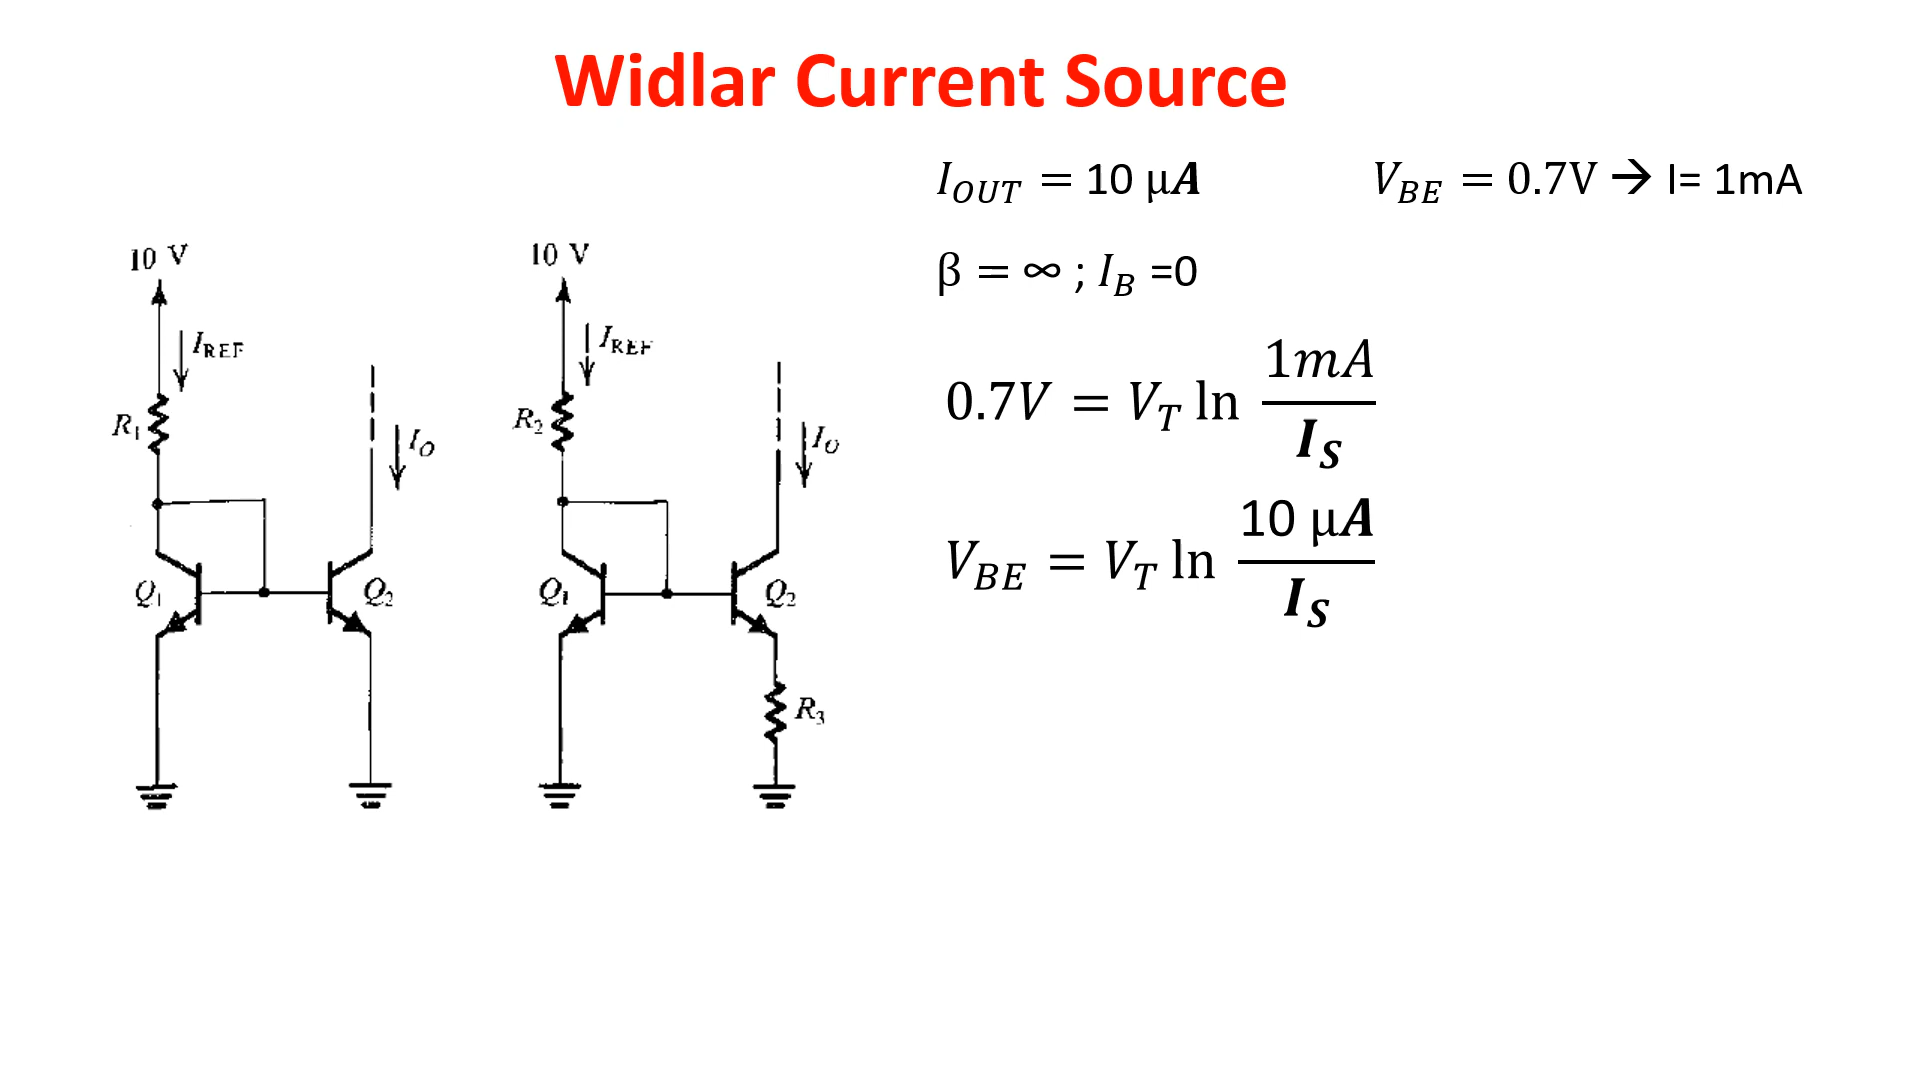 Widlar Current Source
I_OUT = 10 μA
V_BE = 0.7V → I= 1mA
β = ∞ ; I_B =0
0.7V = V_T ln 1mA / I_S
V_BE = V_T ln 10 μA / I_S
10 V
I_REF
R_1
I_O
Q_1
Q_2
10 V
I_REF
R_2
I_O
Q_1
Q_2
R_3